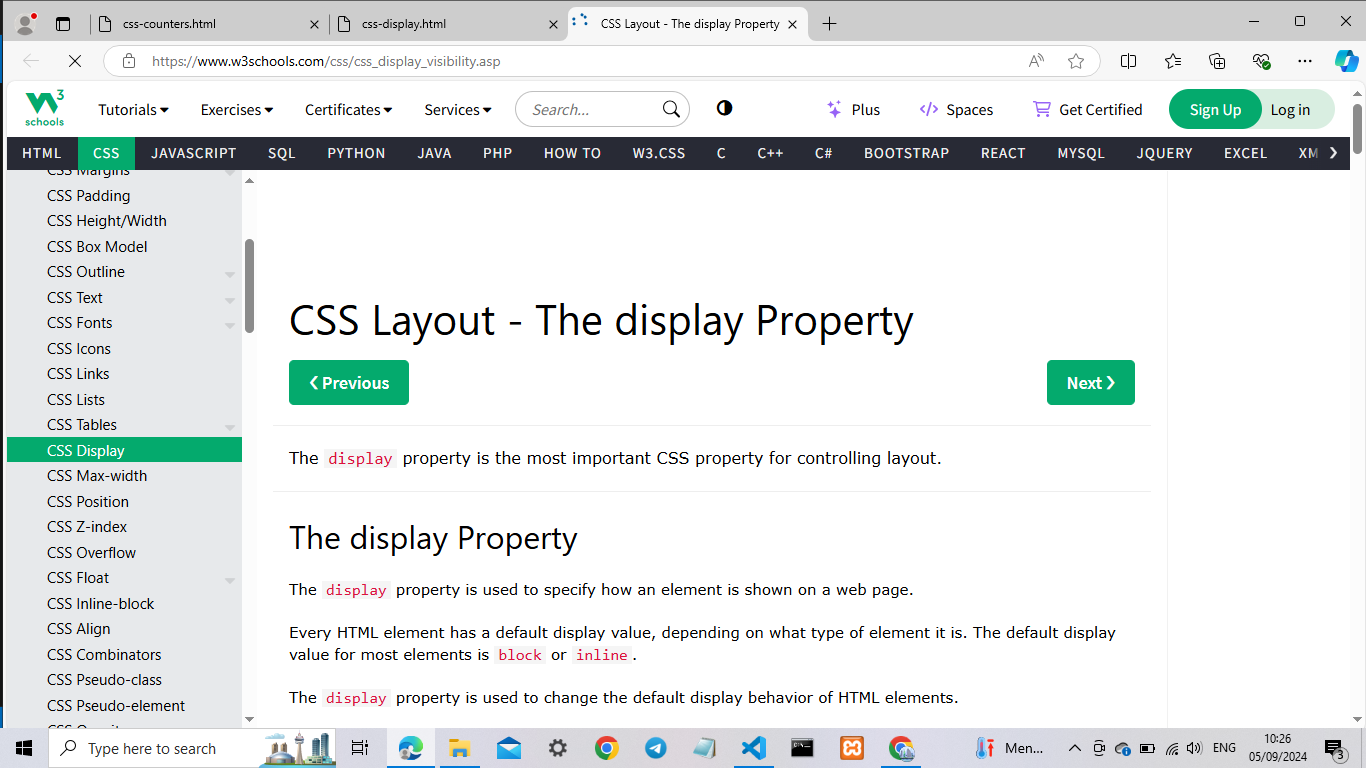 css-counters.html
css-display.html
CSS Layout - The display Property
https://www.w3schools.com/css/css_display_visibility.asp
W3 schools
Tutorials
Exercises
Certificates
Services
Search...
Plus
Spaces
Get Certified
Sign Up
Log in
HTML CSS JAVASCRIPT SQL PYTHON JAVA PHP HOW TO W3.CSS C C++ C# BOOTSTRAP REACT MYSQL JQUERY EXCEL XM
CSS Margins
CSS Padding
CSS Height/Width
CSS Box Model
CSS Outline
CSS Text
CSS Fonts
CSS Icons
CSS Links
CSS Lists
CSS Tables
CSS Display
CSS Max-width
CSS Position
CSS Z-index
CSS Overflow
CSS Float
CSS Inline-block
CSS Align
CSS Combinators
CSS Pseudo-class
CSS Pseudo-element
CSS Layout - The display Property
❮ Previous
Next ❯
The display property is the most important CSS property for controlling layout.
The display Property
The display property is used to specify how an element is shown on a web page.
Every HTML element has a default display value, depending on what type of element it is. The default display
value for most elements is block or inline.
The display property is used to change the default display behavior of HTML elements.
Type here to search
Men...
ENG
10:26
05/09/2024
3